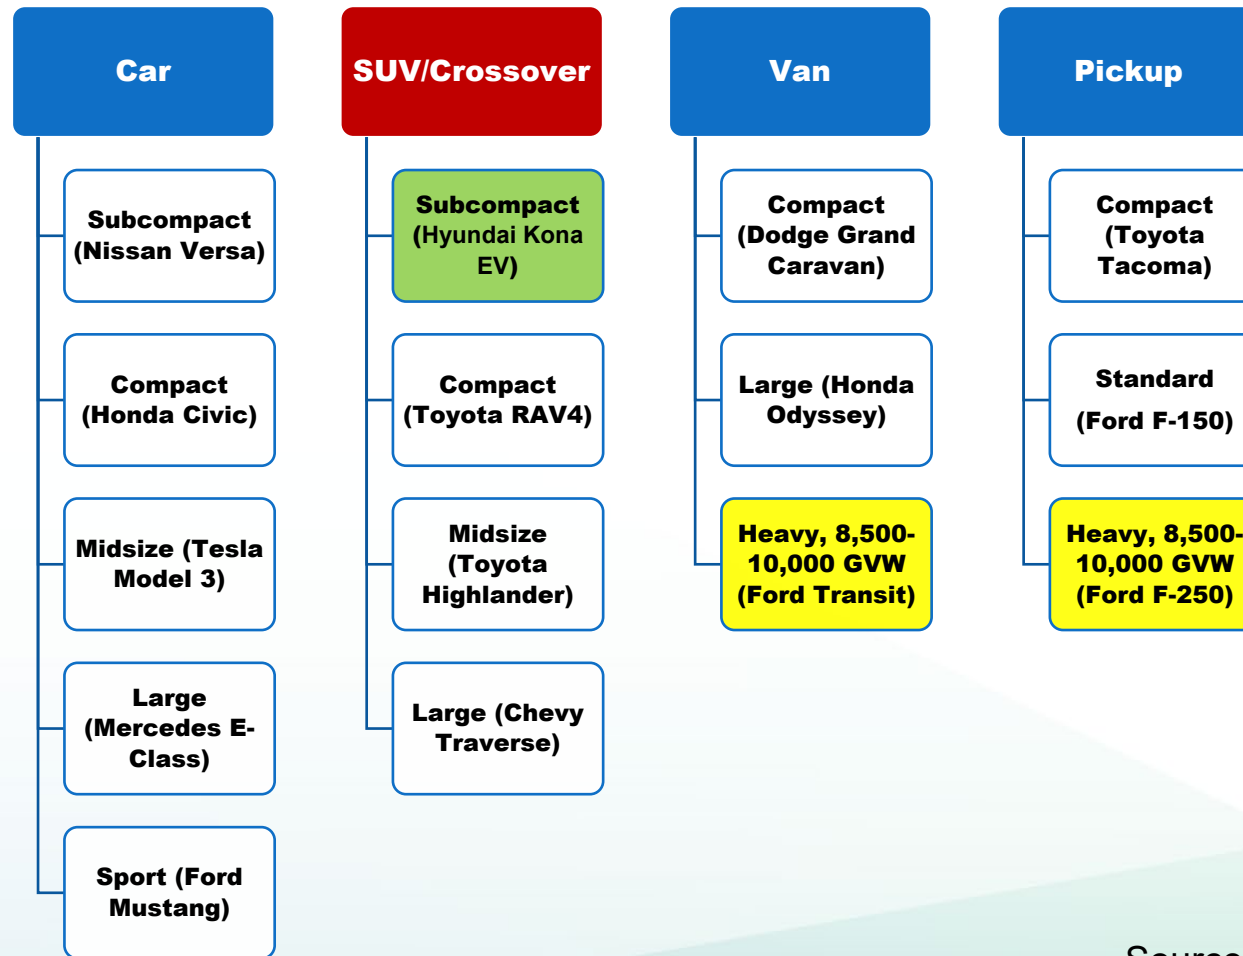 Car
Subcompact
(Nissan Versa)
Compact
(Honda Civic)
Midsize (Tesla
Model 3)
Large
(Mercedes E-
Class)
Sport (Ford
Mustang)
SUV/Crossover
Subcompact
(Hyundai Kona
EV)
Compact
(Toyota RAV4)
Midsize
(Toyota
Highlander)
Large (Chevy
Traverse)
Van
Compact
(Dodge Grand
Caravan)
Large (Honda
Odyssey)
Heavy, 8,500-
10,000 GVW
(Ford Transit)
Pickup
Compact
(Toyota
Tacoma)
Standard
(Ford F-150)
Heavy, 8,500-
10,000 GVW
(Ford F-250)
Source